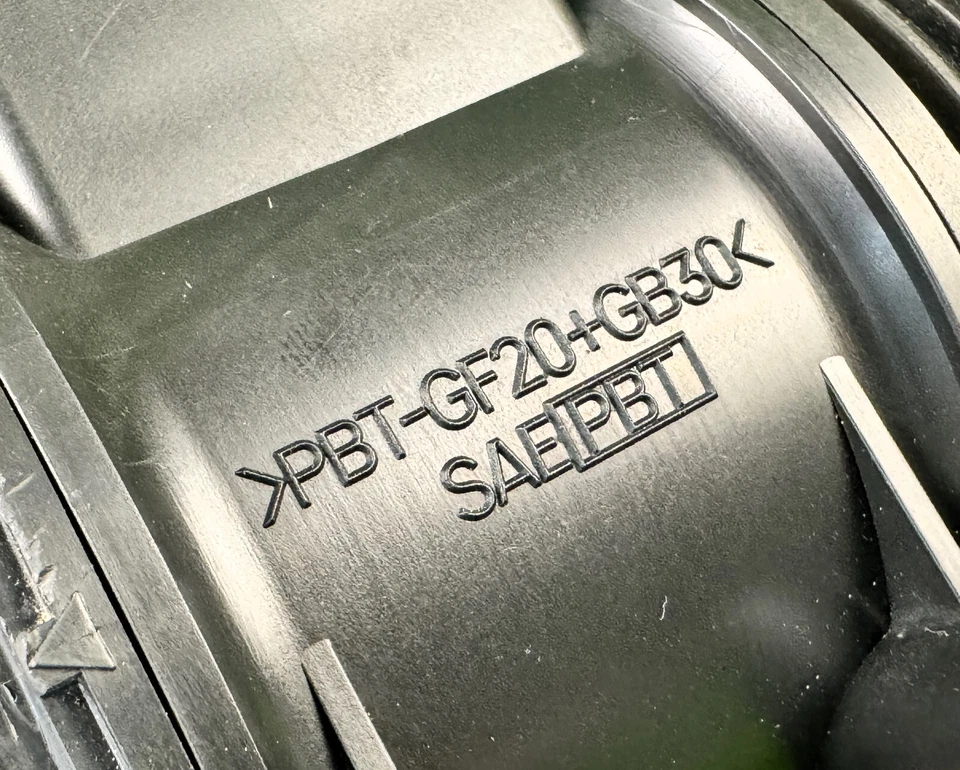 >PBT-GF20+GB30<
SAE PBT